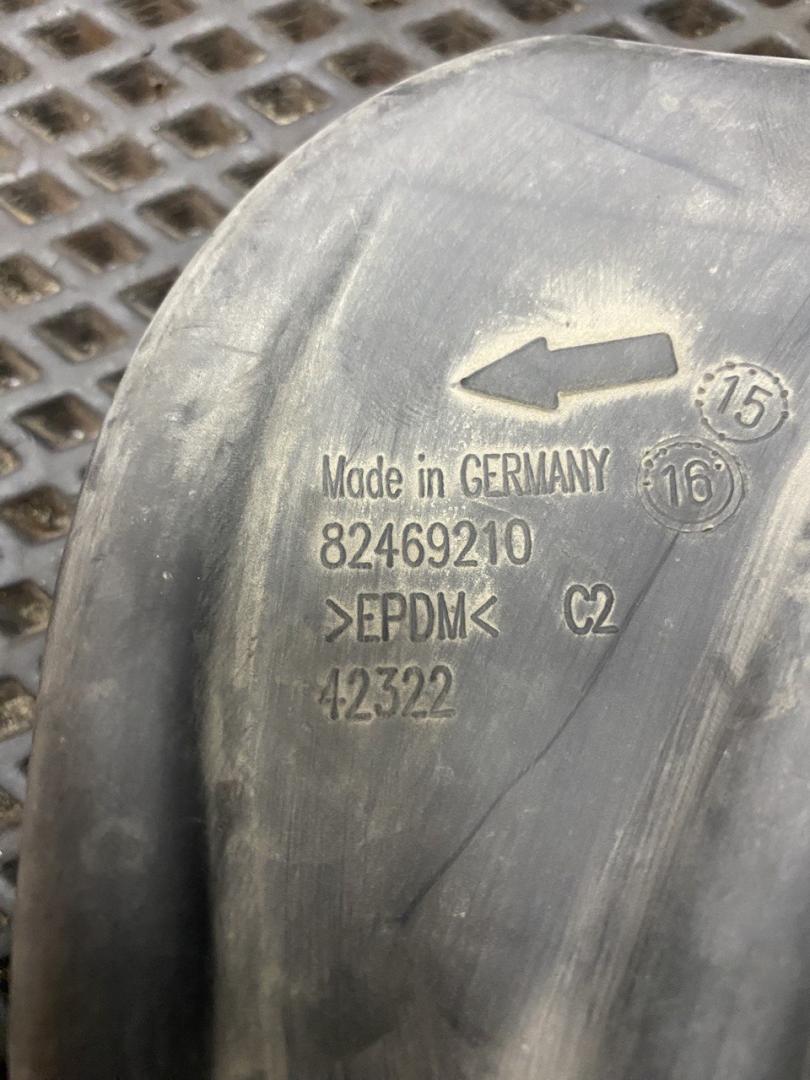 15
16
Made in GERMANY
82469210
>EPDM< C2
42322